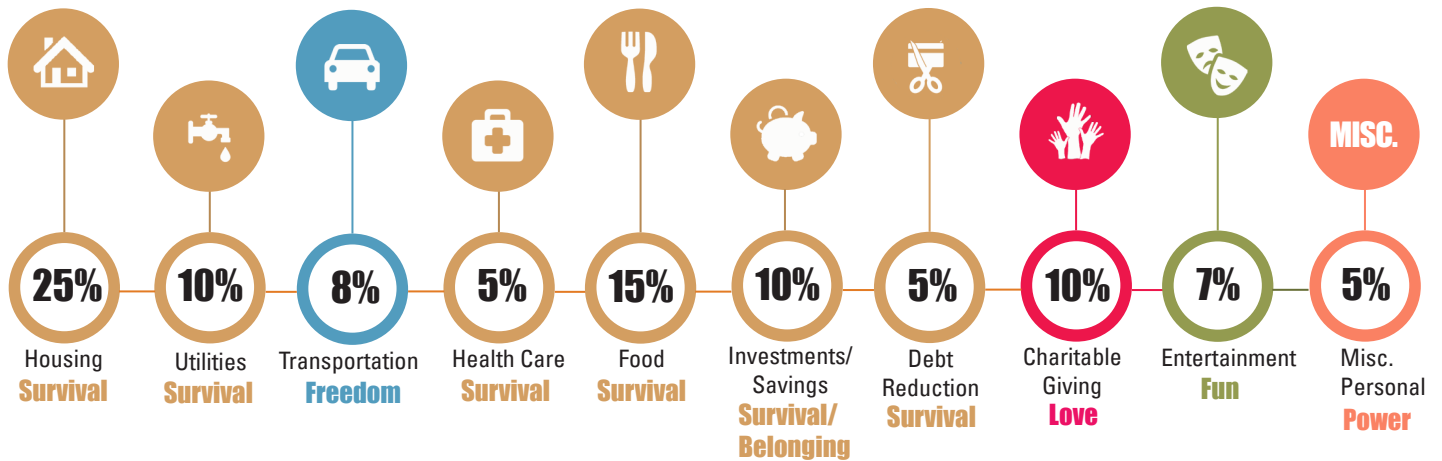 MISC.
25%
10%
8%
5%
15%
10%
5%
10%
7%
5%
Housing
Survival
Utilities
Survival
Transportation
Freedom
Health Care
Survival
Food
Survival
Investments/
Savings
Survival/
Belonging
Debt
Reduction
Survival
Charitable
Giving
Love
Entertainment
Fun
Misc.
Personal
Power